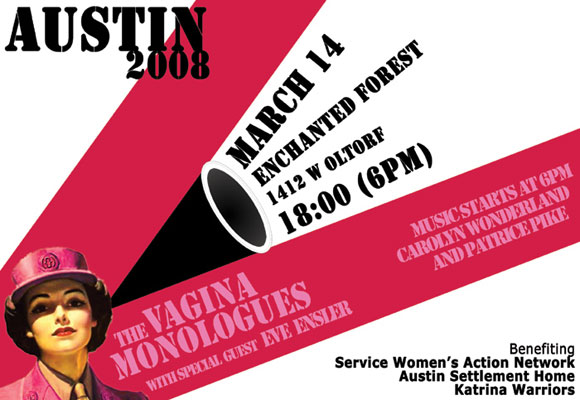 AUSTIN
2008
MARCH 14
ENCHANTED FOREST
1412 W OLTORF
18:00 (6PM)
MUSIC STARTS AT 6PM
CAROLYN WONDERLAND
AND PATRICE PIKE
THE VAGINA
MONOLOGUES
WITH SPECIAL GUEST EVE ENSLER
Benefiting
Service Women's Action Network
Austin Settlement Home
Katrina Warriors